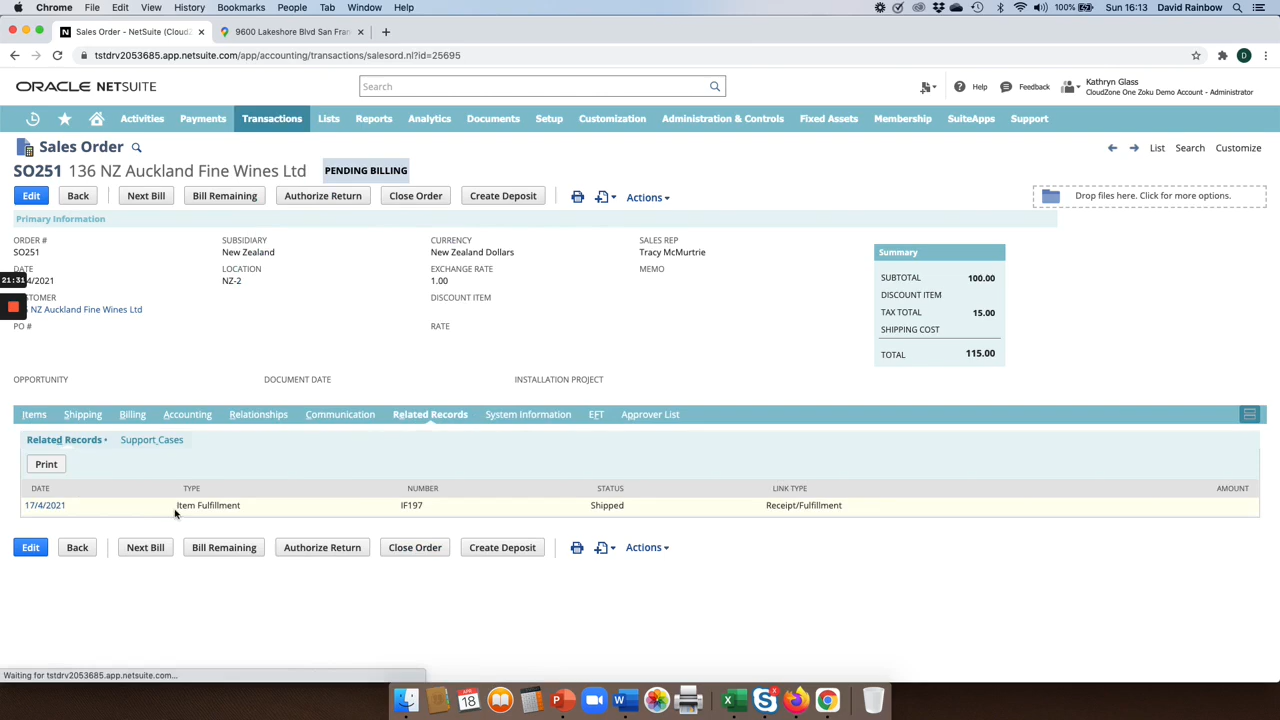 Chrome File Edit View History Bookmarks People Tab Window Help 100% Sun 16:13 David Rainbow
Sales Order - NetSuite (CloudZ 9600 Lakeshore Blvd San Fran
tstdrv2053685.app.netsuite.com/app/accounting/transactions/salesord.nl?id=25695 D
ORACLE NETSUITE Search Help Feedback Kathryn Glass
CloudZone One Zoku Demo Account - Administrator
Activities Payments Transactions Lists Reports Analytics Documents Setup Customization Administration & Controls Fixed Assets Membership SuiteApps Support
Sales Order List Search Customize
SO251 136 NZ Auckland Fine Wines Ltd PENDING BILLING
Edit Back Next Bill Bill Remaining Authorize Return Close Order Create Deposit Actions Drop files here. Click for more options.
Primary Information
ORDER # SUBSIDIARY CURRENCY SALES REP
SO251 New Zealand New Zealand Dollars Tracy McMurtrie
Summary
DATE LOCATION EXCHANGE RATE MEMO
21:31 /4/2021 NZ-2 1.00
SUBTOTAL 100.00
DISCOUNT ITEM
CUSTOMER DISCOUNT ITEM
NZ Auckland Fine Wines Ltd
TAX TOTAL 15.00
PO # RATE
SHIPPING COST
TOTAL 115.00
OPPORTUNITY DOCUMENT DATE INSTALLATION PROJECT
Items Shipping Billing Accounting Relationships Communication Related Records System Information EFT Approver List
Related Records • Support Cases
Print
DATE TYPE NUMBER STATUS LINK TYPE AMOUNT
17/4/2021 Item Fulfillment IF197 Shipped Receipt/Fulfillment
Edit Back Next Bill Bill Remaining Authorize Return Close Order Create Deposit Actions
Waiting for tstdrv2053685.app.netsuite.com...
APR 18